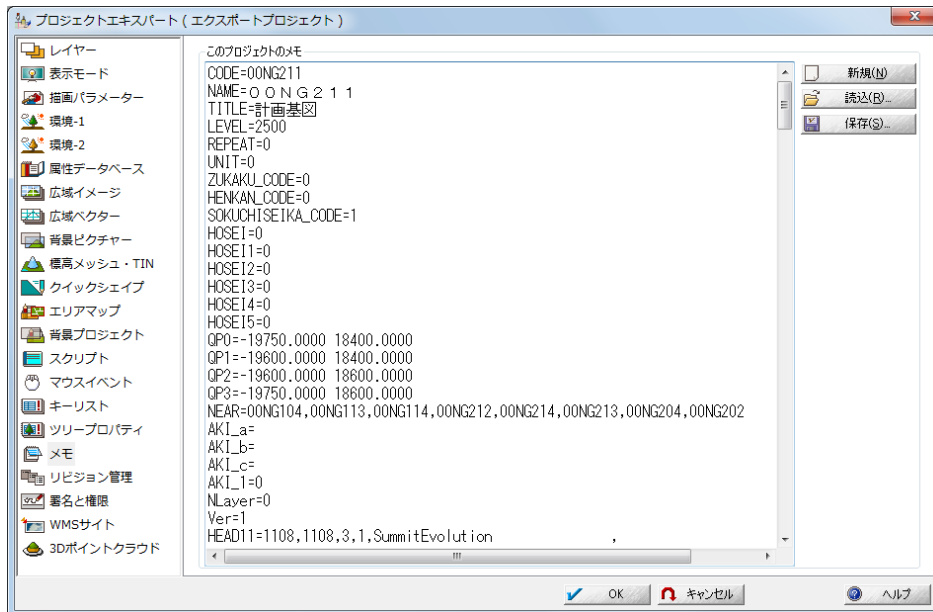 プロジェクトエキスパート ( エクスポートプロジェクト )
レイヤー
表示モード
描画パラメーター
環境-1
環境-2
属性データベース
広域イメージ
広域ベクター
背景ピクチャー
標高メッシュ・TIN
クイックシェイプ
エリアマップ
背景プロジェクト
スクリプト
マウスイベント
キーリスト
ツリープロパティ
メモ
リビジョン管理
署名と権限
WMSサイト
3Dポイントクラウド
このプロジェクトのメモ
CODE=00NG211
NAME=００ＮＧ２１１
TITLE=計画基図
LEVEL=2500
REPEAT=0
UNIT=0
ZUKAKU_CODE=0
HENKAN_CODE=0
SOKUCHISEIKA_CODE=1
HOSEI=0
HOSEI1=0
HOSEI2=0
HOSEI3=0
HOSEI4=0
HOSEI5=0
QP0=-19750.0000 18400.0000
QP1=-19600.0000 18400.0000
QP2=-19600.0000 18600.0000
QP3=-19750.0000 18600.0000
NEAR=00NG104,00NG113,00NG114,00NG212,00NG214,00NG213,00NG204,00NG202
AKI_a=
AKI_b=
AKI_c=
AKI_1=0
NLayer=0
Ver=1
HEAD11=1108,1108,3,1,SummitEvolution ,
新規(N)
読込(R)...
保存(S)...
OK
キャンセル
ヘルプ